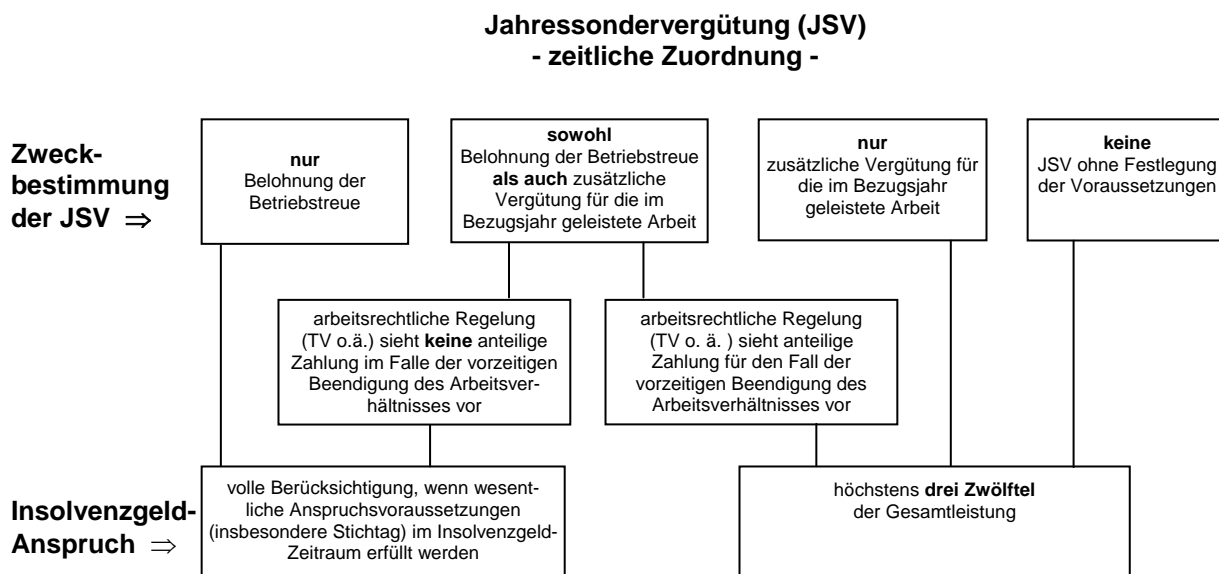 Jahressondervergütung (JSV)
- zeitliche Zuordnung -
Zweck-
bestimmung
der JSV ⇒
nur
Belohnung der
Betriebstreue
sowohl
Belohnung der Betriebstreue
als auch zusätzliche
Vergütung für die im
Bezugsjahr geleistete Arbeit
nur
zusätzliche Vergütung für
die im Bezugsjahr
geleistete Arbeit
keine
JSV ohne Festlegung
der Voraussetzungen
arbeitsrechtliche Regelung
(TV o.ä.) sieht keine anteilige
Zahlung im Falle der vorzeitigen
Beendigung des Arbeitsver-
hältnisses vor
arbeitsrechtliche Regelung
(TV o. ä. ) sieht anteilige
Zahlung für den Fall der
vorzeitigen Beendigung des
Arbeitsverhältnisses vor
Insolvenzgeld-
Anspruch ⇒
volle Berücksichtigung, wenn wesent-
liche Anspruchsvoraussetzungen
(insbesondere Stichtag) im Insolvenzgeld-
Zeitraum erfüllt werden
höchstens drei Zwölftel
der Gesamtleistung